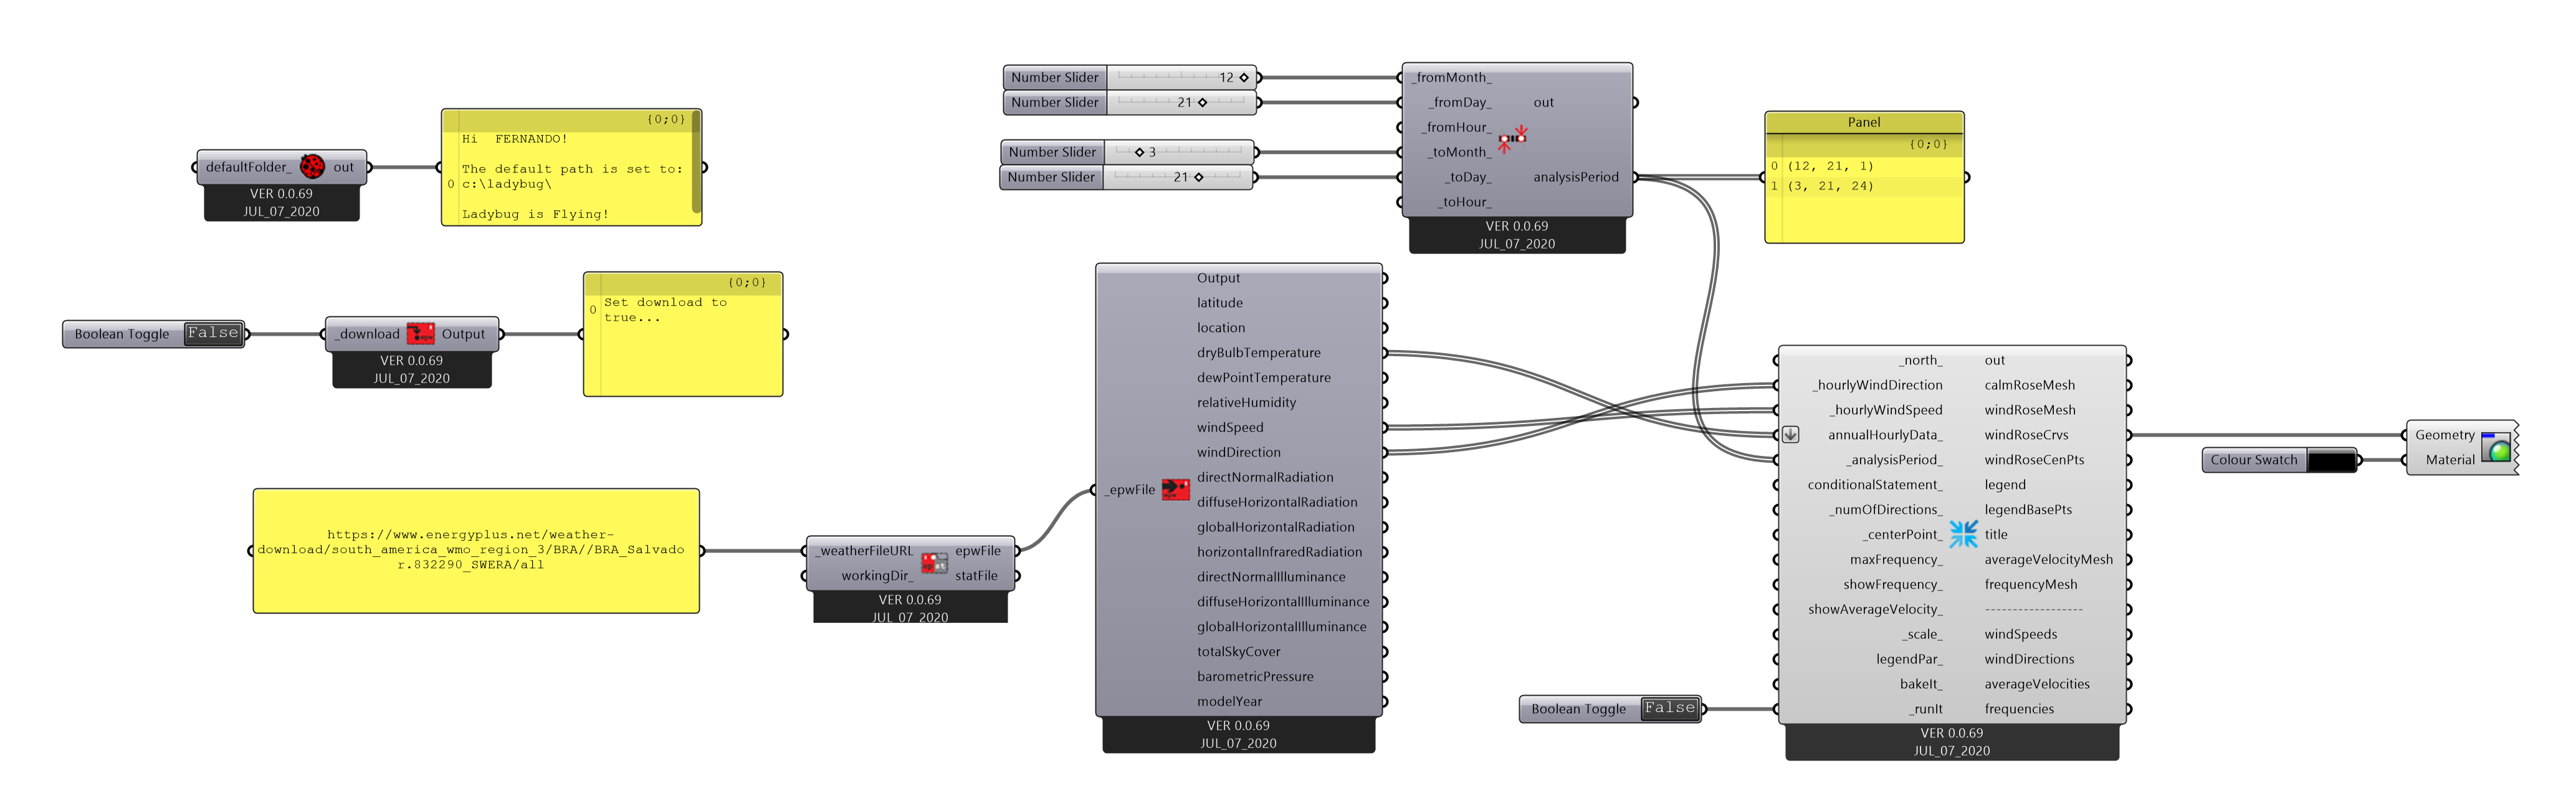 defaultFolder_ out
VER 0.0.69
JUL_07_2020
{0;0}
Hi  FERNANDO!
The default path is set to:
0 c:\ladybug\
Ladybug is Flying!
Boolean Toggle False
_download Output
VER 0.0.69
JUL_07_2020
{0;0}
0 Set download to
true...
https://www.energyplus.net/weather-
download/south_america_wmo_region_3/BRA//BRA_Salvado
r.832290_SWERA/all
_weatherFileURL epwFile
workingDir_ statFile
VER 0.0.69
JUL_07_2020
Number Slider 12
Number Slider 21
Number Slider 3
Number Slider 21
_fromMonth_
_fromDay_ out
_fromHour_
_toMonth_
_toDay_ analysisPeriod
_toHour_
VER 0.0.69
JUL_07_2020
Panel
{0;0}
0 (12, 21, 1)
1 (3, 21, 24)
_epwFile
Output
latitude
location
dryBulbTemperature
dewPointTemperature
relativeHumidity
windSpeed
windDirection
directNormalRadiation
diffuseHorizontalRadiation
globalHorizontalRadiation
horizontalInfraredRadiation
directNormalIlluminance
diffuseHorizontalIlluminance
globalHorizontalIlluminance
totalSkyCover
barometricPressure
modelYear
VER 0.0.69
JUL_07_2020
Boolean Toggle False
_north_ out
_hourlyWindDirection calmRoseMesh
_hourlyWindSpeed windRoseMesh
annualHourlyData_ windRoseCrvs
_analysisPeriod_ windRoseCenPts
conditionalStatement_ legend
_numOfDirections_ legendBasePts
_centerPoint_ title
maxFrequency_ averageVelocityMesh
showFrequency_ frequencyMesh
showAverageVelocity_ ------------------
_scale_ windSpeeds
legendPar_ windDirections
bakeIt_ averageVelocities
_runIt frequencies
VER 0.0.69
JUL_07_2020
Colour Swatch
Geometry
Material